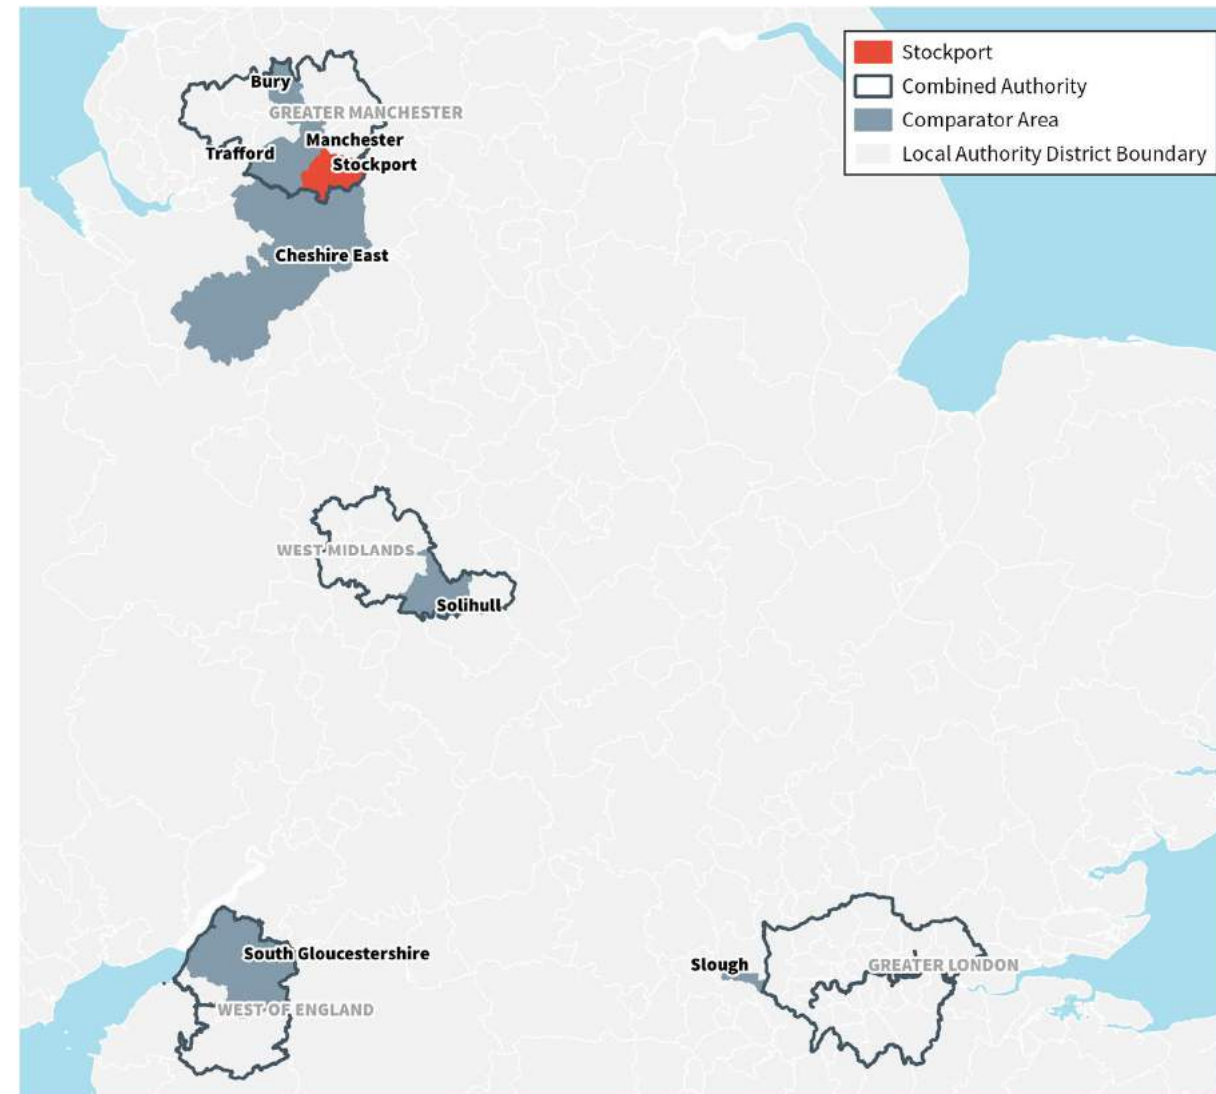 Stockport
Combined Authority
Comparator Area
Local Authority District Boundary
Bury
GREATER MANCHESTER
Manchester
Trafford
Stockport
Cheshire East
WEST MIDLANDS
Solihull
South Gloucestershire
Slough
GREATER LONDON
WEST OF ENGLAND